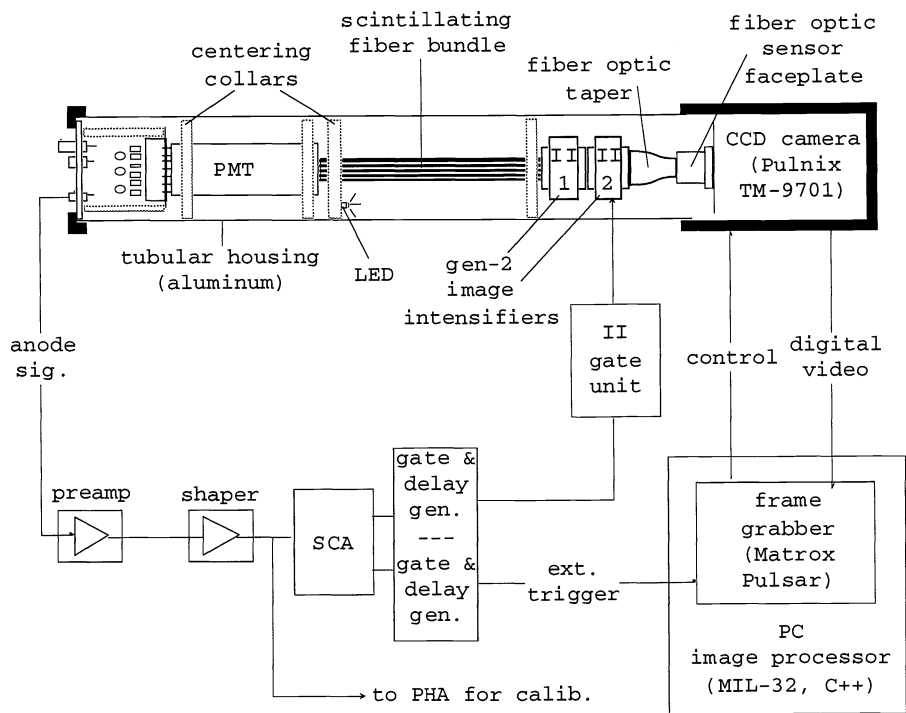 scintillating
fiber bundle
centering
collars
fiber optic
taper
fiber optic
sensor
faceplate
PMT
II
1
II
2
CCD camera
(Pulnix
TM-9701)
tubular housing
(aluminum)
LED
gen-2
image
intensifiers
II
gate
unit
anode
sig.
control
digital
video
preamp
shaper
SCA
gate &
delay
gen.
---
gate &
delay
gen.
ext.
trigger
frame
grabber
(Matrox
Pulsar)
PC
image processor
(MIL-32, C++)
to PHA for calib.